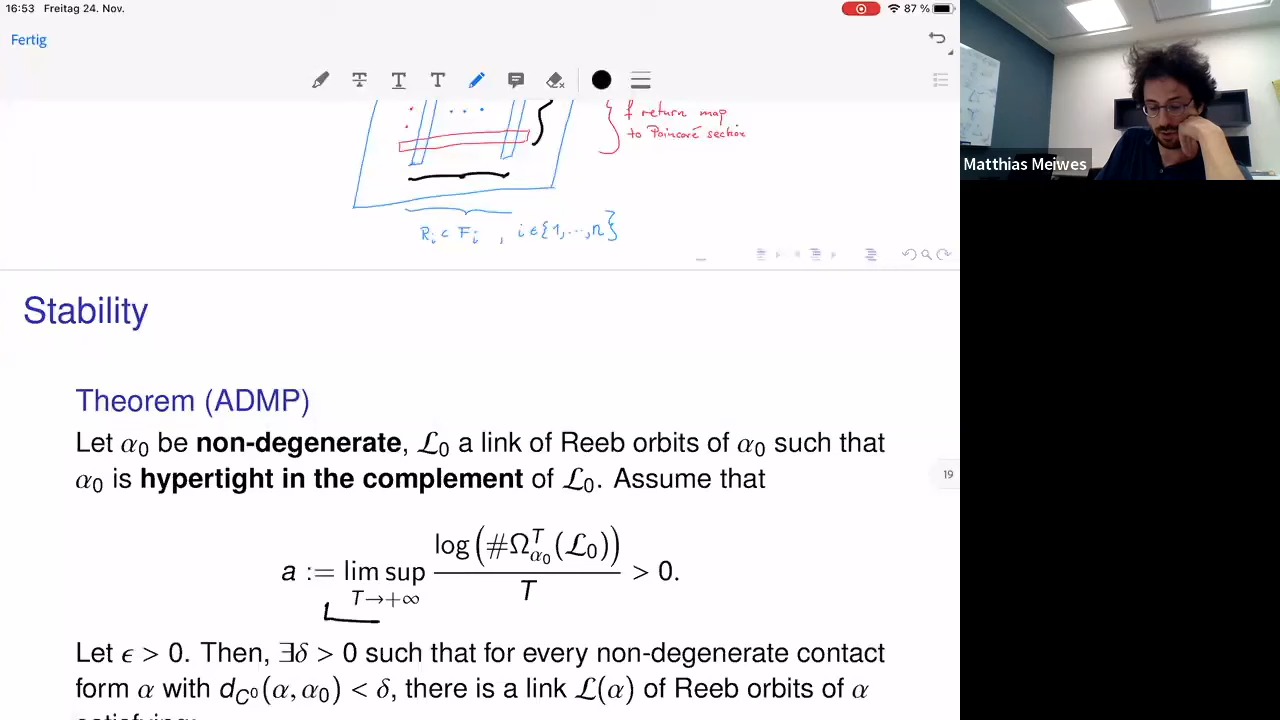 16:53 Freitag 24. Nov. 87 %
Fertig
f return map
to Poincaré section
R_i ⊂ F_i , i ∈ {1,...,n}
Matthias Meiwes
Stability
Theorem (ADMP)
Let α₀ be non-degenerate, 𝓛₀ a link of Reeb orbits of α₀ such that
α₀ is hypertight in the complement of 𝓛₀. Assume that
19
a := lim sup_{T→+∞} log(#Ω^T_{α₀}(𝓛₀)) / T > 0.
Let ϵ > 0. Then, ∃δ > 0 such that for every non-degenerate contact
form α with d_{C⁰}(α, α₀) < δ, there is a link 𝓛(α) of Reeb orbits of α
satisfying: